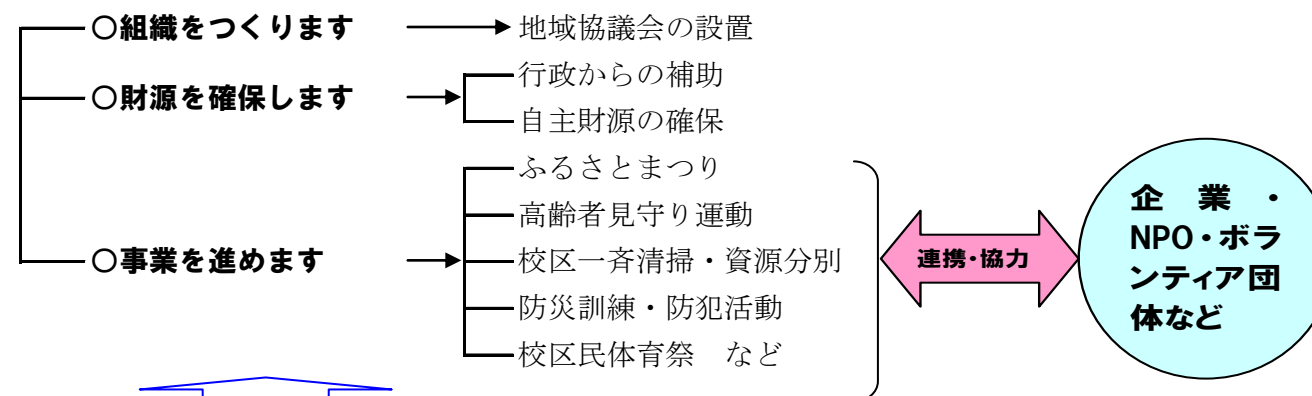 ○組織をつくります
地域協議会の設置
○財源を確保します
行政からの補助
自主財源の確保
○事業を進めます
ふるさとまつり
高齢者見守り運動
校区一斉清掃・資源分別
防災訓練・防犯活動
校区民体育祭　など
連携・協力
企業・
NPO・ボラ
ンティア団
体など